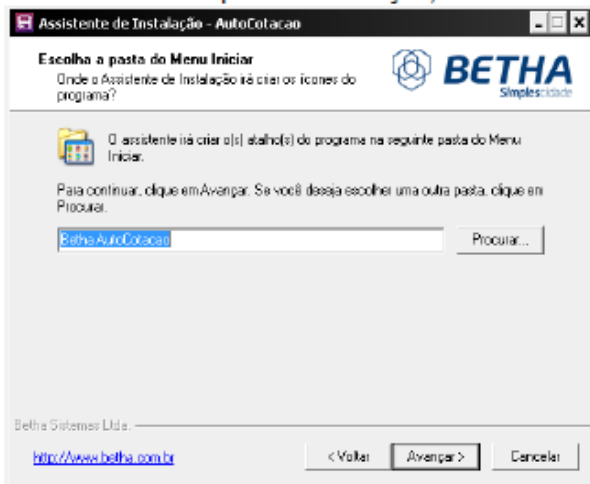 Assistente de Instalação - AutoCotacao
Escolha a pasta do Menu Iniciar
Onde o Assistente de Instalação irá criar os ícones do
programa?
BETHA
Simplescidade
O assistente irá criar o(s) atalho(s) do programa na seguinte pasta do Menu
Iniciar.
Para continuar, clique em Avançar. Se você deseja escolher uma outra pasta, clique em
Procurar.
Betha AutoCotacao
Procurar...
Betha Sistemas Ltda.
http://www.betha.com.br
< Voltar
Avançar >
Cancelar